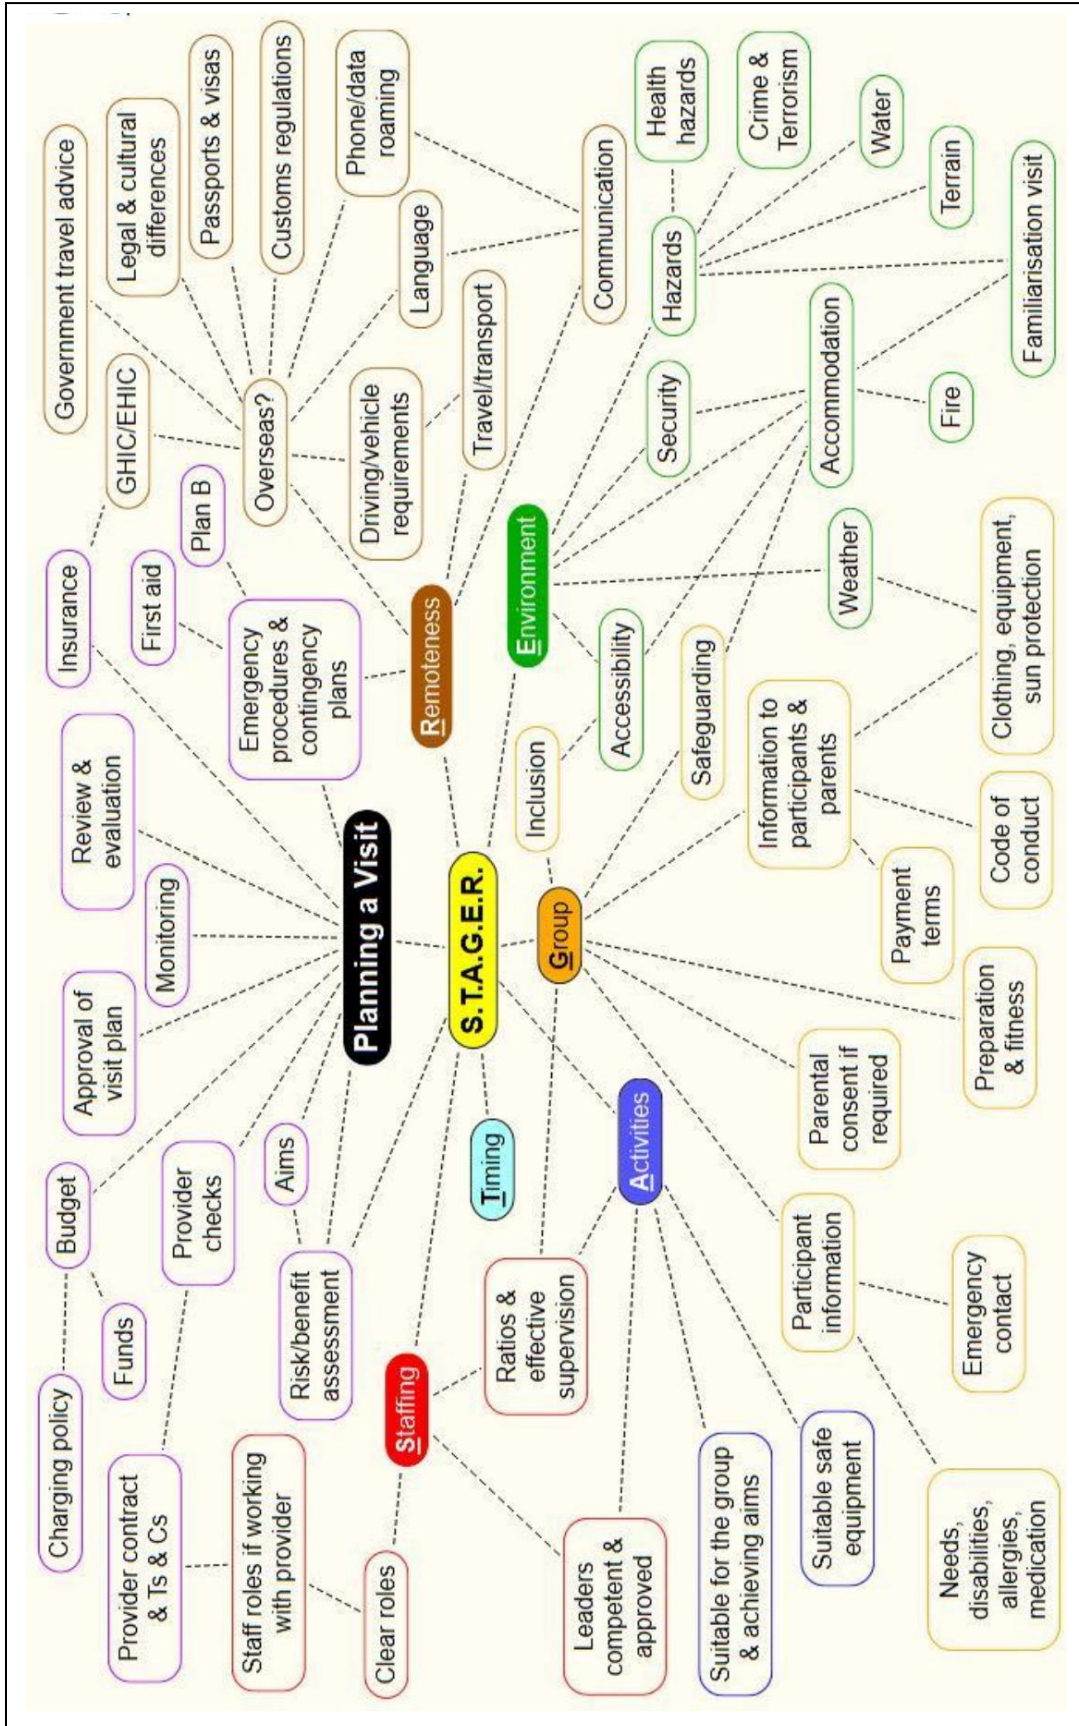 Charging policy
Budget
Funds
Provider contract
& Ts & Cs
Provider
checks
Approval of
visit plan
Monitoring
Review &
evaluation
Insurance
First aid
Plan B
GHIC/EHIC
Government travel advice
Legal & cultural
differences
Passports & visas
Customs regulations
Phone/data
roaming
Staff roles if working
with provider
Aims
Risk/benefit
assessment
Emergency
procedures &
contingency
plans
Overseas?
Driving/vehicle
requirements
Language
Clear roles
Staffing
Planning a Visit
Remoteness
Travel/transport
Communication
Timing
S.T.A.G.E.R.
Ratios &
effective
supervision
Leaders
competent &
approved
Activities
Group
Inclusion
Environment
Accessibility
Security
Hazards
Health
hazards
Crime &
Terrorism
Water
Terrain
Familiarisation visit
Accommodation
Fire
Weather
Safeguarding
Suitable for the group
& achieving aims
Suitable safe
equipment
Participant
information
Parental
consent if
required
Information to
participants &
parents
Payment
terms
Needs,
disabilities,
allergies,
medication
Emergency
contact
Preparation
& fitness
Code of
conduct
Clothing, equipment,
sun protection